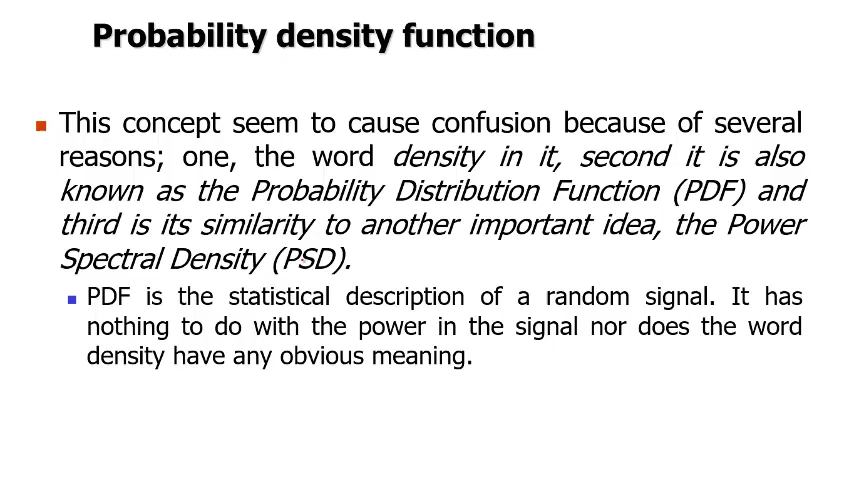 Probability density function
This concept seem to cause confusion because of several
reasons; one, the word density in it, second it is also
known as the Probability Distribution Function (PDF) and
third is its similarity to another important idea, the Power
Spectral Density (PSD).
PDF is the statistical description of a random signal. It has
nothing to do with the power in the signal nor does the word
density have any obvious meaning.